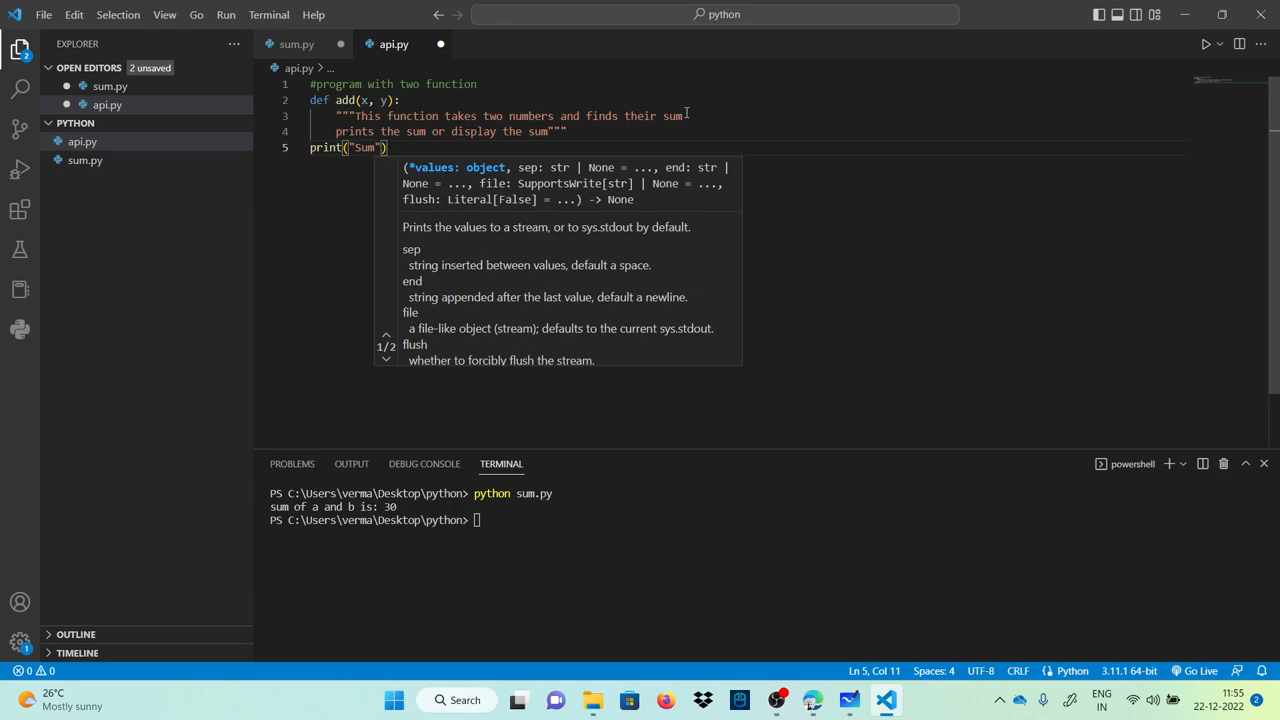 File Edit Selection View Go Run Terminal Help
python
EXPLORER
OPEN EDITORS 2 unsaved
sum.py
api.py
PYTHON
api.py
sum.py
OUTLINE
TIMELINE
2
1
sum.py api.py
api.py > ...
1 #program with two function
2 def add(x, y):
3 """This function takes two numbers and finds their sum
4 prints the sum or display the sum"""
5 print("Sum")
(*values: object, sep: str | None = ..., end: str |
None = ..., file: SupportsWrite[str] | None = ...,
flush: Literal[False] = ...) -> None
Prints the values to a stream, or to sys.stdout by default.
sep
string inserted between values, default a space.
end
string appended after the last value, default a newline.
file
a file-like object (stream); defaults to the current sys.stdout.
flush
whether to forcibly flush the stream.
1/2
PROBLEMS OUTPUT DEBUG CONSOLE TERMINAL
powershell
PS C:\Users\verma\Desktop\python> python sum.py
sum of a and b is: 30
PS C:\Users\verma\Desktop\python>
0 0
Ln 5, Col 11 Spaces: 4 UTF-8 CRLF Python 3.11.1 64-bit Go Live
26°C
Mostly sunny
Search
ENG
IN
11:55
22-12-2022
2